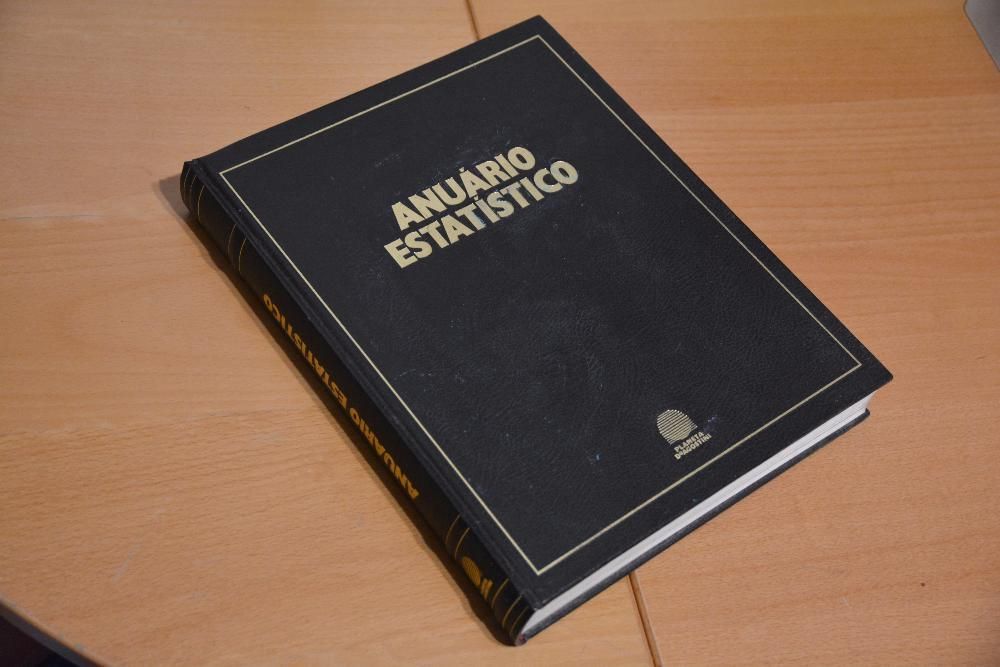 ANUÁRIO
ESTATÍSTICO
PLANETA
DeAGOSTINI
ANUÁRIO ESTATÍSTICO